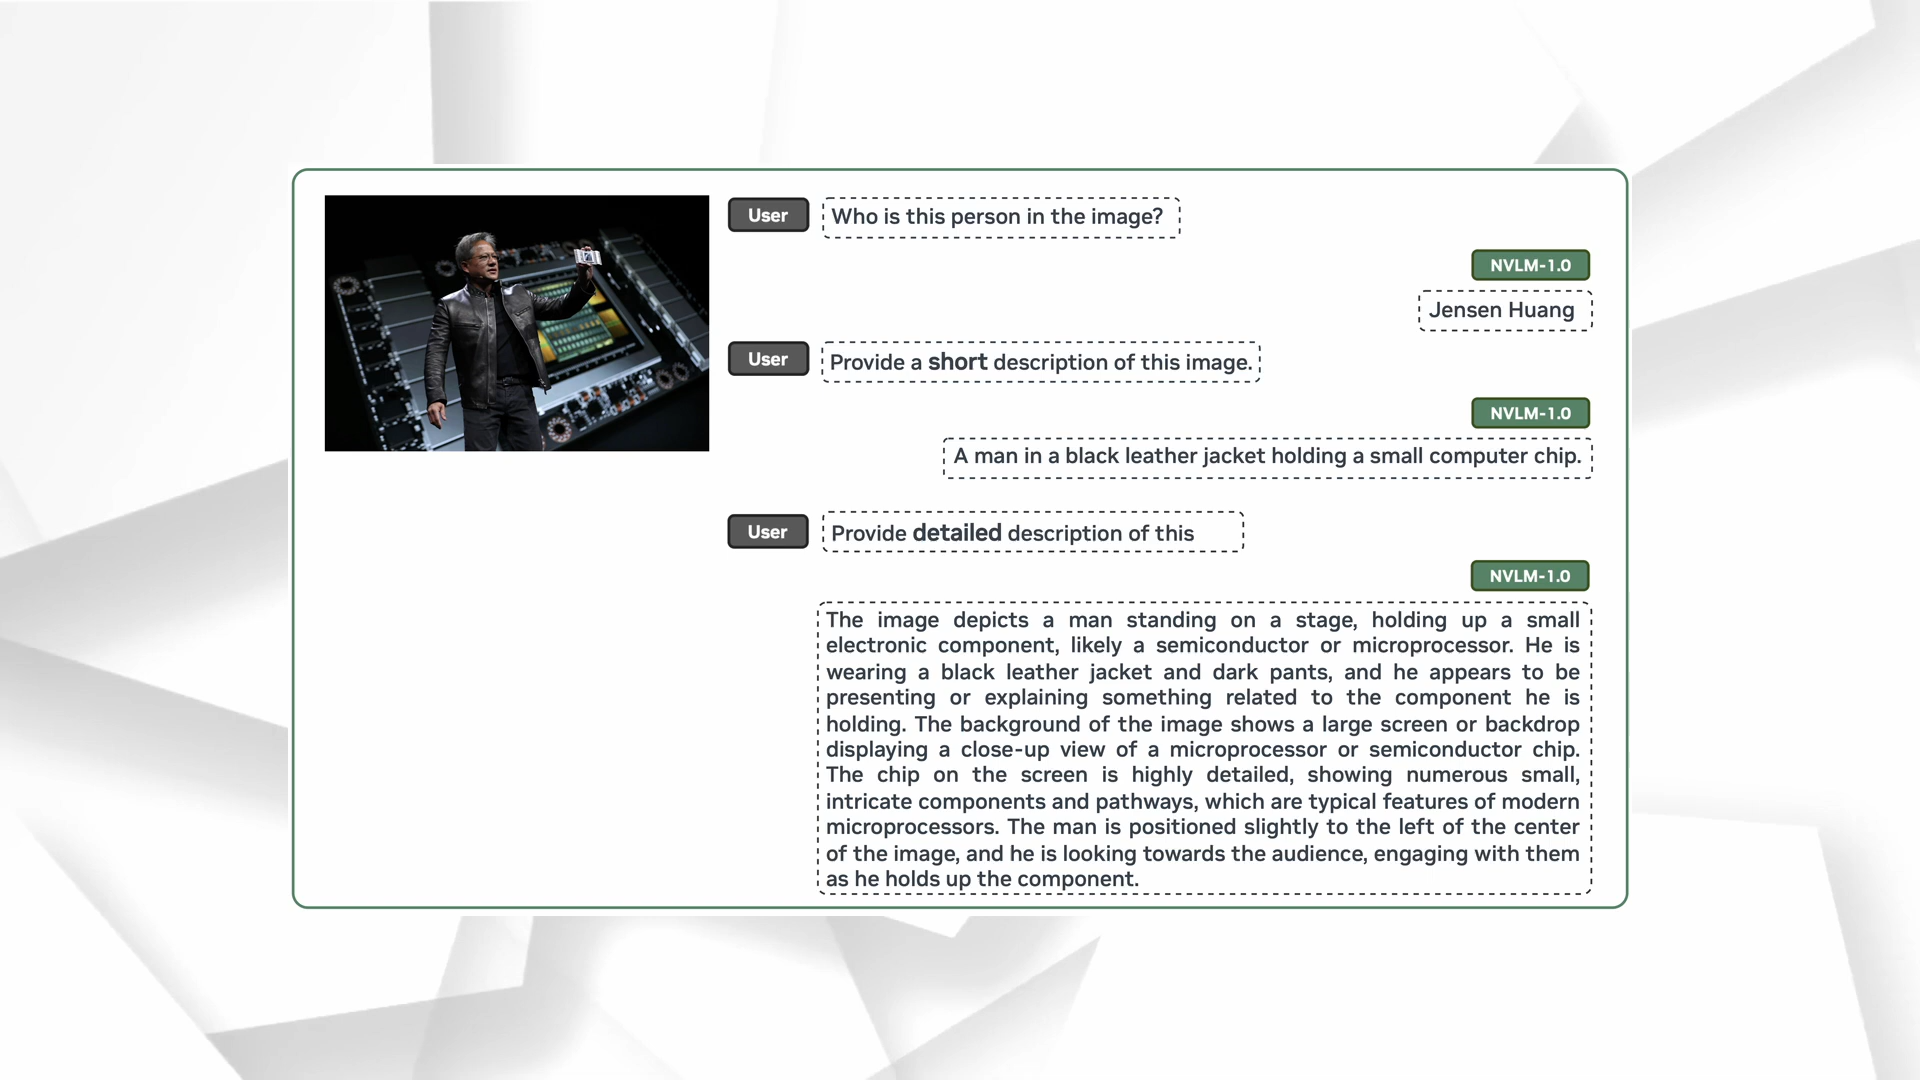 User
Who is this person in the image?
NVLM-1.0
Jensen Huang
User
Provide a short description of this image.
NVLM-1.0
A man in a black leather jacket holding a small computer chip.
User
Provide detailed description of this
NVLM-1.0
The image depicts a man standing on a stage, holding up a small
electronic component, likely a semiconductor or microprocessor. He is
wearing a black leather jacket and dark pants, and he appears to be
presenting or explaining something related to the component he is
holding. The background of the image shows a large screen or backdrop
displaying a close-up view of a microprocessor or semiconductor chip.
The chip on the screen is highly detailed, showing numerous small,
intricate components and pathways, which are typical features of modern
microprocessors. The man is positioned slightly to the left of the center
of the image, and he is looking towards the audience, engaging with them
as he holds up the component.